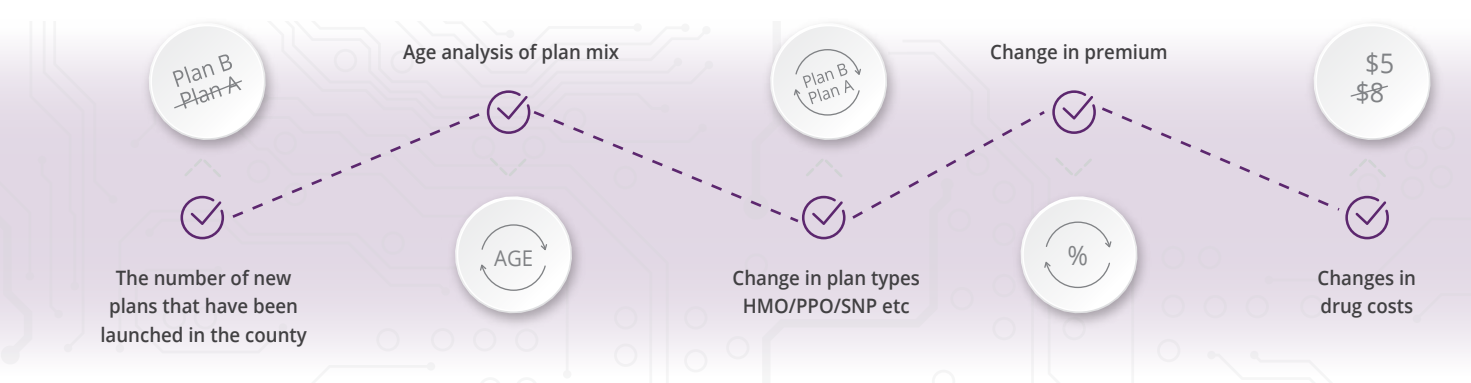 Plan B
Plan A
The number of new
plans that have been
launched in the county
Age analysis of plan mix
AGE
Plan B
Plan A
Change in plan types
HMO/PPO/SNP etc
Change in premium
%
$5
$8
Changes in
drug costs